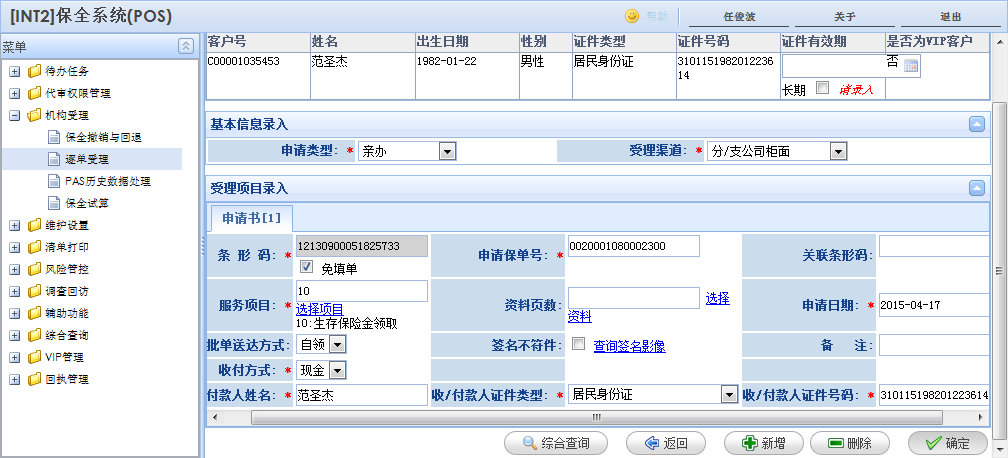 [INT2]保全系统(POS)
帮助
任俊波
关于
退出
菜单
待办任务
代审权限管理
机构受理
保全撤销与回退
逐单受理
PAS历史数据处理
保全试算
维护设置
清单打印
风险管控
调查回访
辅助功能
综合查询
VIP管理
回执管理
客户号 姓名 出生日期 性别 证件类型 证件号码 证件有效期 是否为VIP客户
C00001035453 范圣杰 1982-01-22 男性 居民身份证 3101151982012236 否
14
长期 请录入
基本信息录入
申请类型: * 亲办 受理渠道: * 分/支公司柜面
受理项目录入
申请书[1]
条 形 码: * 12130900051825733 申请保单号: * 0020001080002300 关联条形码:
免填单
服务项目: * 10 资料页数: 选择 申请日期: * 2015-04-17
选择项目 资料
10:生存保险金领取
批单送达方式: 自领 签名不符件: 查询签名影像 备 注:
收付方式: * 现金
付款人姓名: * 范圣杰 收/付款人证件类型: * 居民身份证 收/付款人证件号码: * 310115198201223614
综合查询 返回 新增 删除 确定